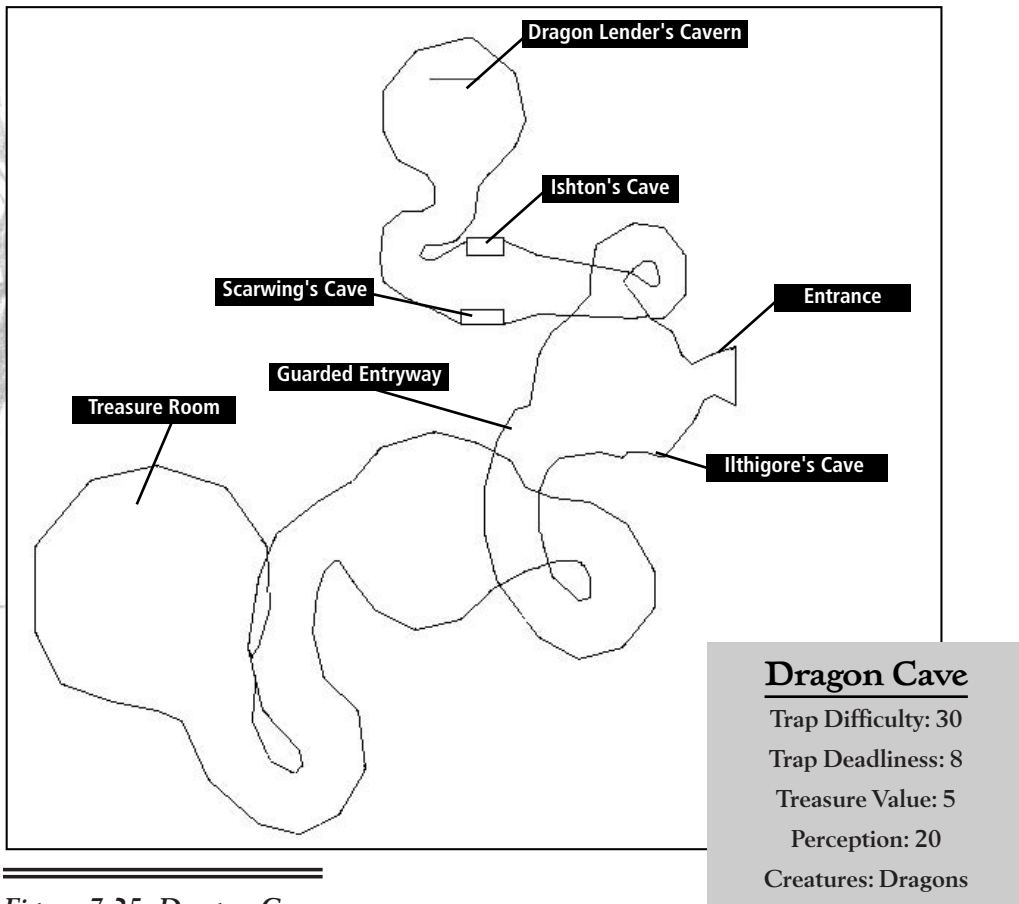 Dragon Lender's Cavern
Ishton's Cave
Scarwing's Cave
Entrance
Guarded Entryway
Treasure Room
Ilthigore's Cave
Dragon Cave
Trap Difficulty: 30
Trap Deadliness: 8
Treasure Value: 5
Perception: 20
Creatures: Dragons